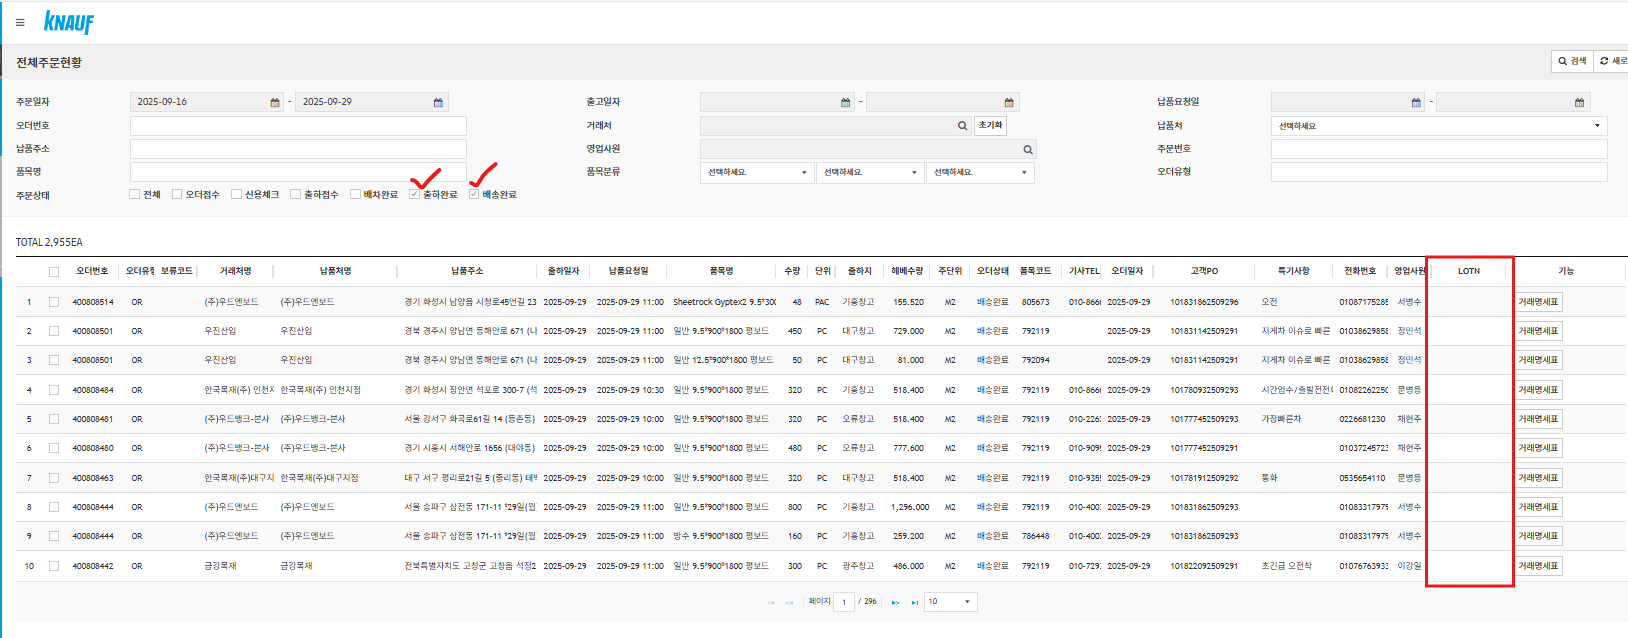 ≡ KNAUF
전체주문현황 검색 새로
주문일자 2025-09-16 - 2025-09-29 출고일자 - 납품요청일 -
오더번호 거래처 초기화 납품처 선택하세요
납품주소 영업사원 주문번호
품목명 품목분류 선택하세요. 선택하세요. 선택하세요. 오더유형
주문상태 전체 오더접수 신용체크 출하접수 배차완료 출하완료 배송완료
TOTAL 2,955EA
오더번호 오더유형 보류코드 거래처명 납품처명 납품주소 출하일자 납품요청일 품목명 수량 단위 출하지 헤베수량 주단위 오더상태 품목코드 기사TEL 오더일자 고객PO 특기사항 전화번호 영업사원 LOTN 기능
1 400808514 OR (주)우드엔보드 (주)우드엔보드 경기 화성시 남양읍 시청로45번길 23 2025-09-29 2025-09-29 11:00 Sheetrock Gyptex2 9.5*900 48 PAC 기흥창고 155.520 M2 배송완료 805673 010-8666 2025-09-29 101831862509296 오전 01087175285 서병수 거래명세표
2 400808501 OR 우진산업 우진산업 경북 경주시 양남면 동해안로 671 (나 2025-09-29 2025-09-29 11:00 일반 9.5*900*1800 평보드 450 PC 대구창고 729.000 M2 배송완료 792119 2025-09-29 101831142509291 지게차 이슈로 빠른 01038629858 정민석 거래명세표
3 400808501 OR 우진산업 우진산업 경북 경주시 양남면 동해안로 671 (나 2025-09-29 2025-09-29 11:00 일반 12.5*900*1800 평보드 50 PC 대구창고 81.000 M2 배송완료 792094 2025-09-29 101831142509291 지게차 이슈로 빠른 01038629858 정민석 거래명세표
4 400808484 OR 한국목재(주) 인천지 한국목재(주) 인천지점 경기 화성시 장안면 석포로 300-7 (석 2025-09-29 2025-09-29 10:30 일반 9.5*900*1800 평보드 320 PC 기흥창고 518.400 M2 배송완료 792119 010-8666 2025-09-29 101780932509293 시간엄수/출발전전화 01082262250 문병용 거래명세표
5 400808481 OR (주)우드뱅크-본사 (주)우드뱅크-본사 서울 강서구 화곡로61길 14 (등촌동) 2025-09-29 2025-09-29 10:00 일반 9.5*900*1800 평보드 320 PC 오류창고 518.400 M2 배송완료 792119 010-226 2025-09-29 101777452509293 가장빠른차 0226681230 채현주 거래명세표
6 400808480 OR (주)우드뱅크-본사 (주)우드뱅크-본사 경기 시흥시 서해안로 1656 (대야동) 2025-09-29 2025-09-29 10:00 일반 9.5*900*1800 평보드 480 PC 오류창고 777.600 M2 배송완료 792119 010-909 2025-09-29 101777452509291 01037245723 채현주 거래명세표
7 400808463 OR 한국목재(주)대구지 한국목재(주)대구지점 대구 서구 평리로21길 5 (중리동) 태 2025-09-29 2025-09-29 10:00 일반 9.5*900*1800 평보드 320 PC 대구창고 518.400 M2 배송완료 792119 010-935 2025-09-29 101781912509292 통화 0535654110 문병용 거래명세표
8 400808444 OR (주)우드엔보드 (주)우드엔보드 서울 송파구 삼전동 171-11 *29일(월 2025-09-29 2025-09-29 11:00 일반 9.5*900*1800 평보드 800 PC 기흥창고 1,296.000 M2 배송완료 792119 010-400 2025-09-29 101831862509293 01083317979 서병수 거래명세표
9 400808444 OR (주)우드엔보드 (주)우드엔보드 서울 송파구 삼전동 171-11 *29일(월 2025-09-29 2025-09-29 11:00 방수 9.5*900*1800 평보드 160 PC 기흥창고 259.200 M2 배송완료 786448 010-400 2025-09-29 101831862509293 01083317979 서병수 거래명세표
10 400808442 OR 금강목재 금강목재 전북특별자치도 고창군 고창읍 석정2 2025-09-29 2025-09-29 11:00 일반 9.5*900*1800 평보드 300 PC 광주창고 486.000 M2 배송완료 792119 010-729 2025-09-29 101822092509291 초긴급 오전착 01076763933 이강일 거래명세표
페이지 1 / 296 10